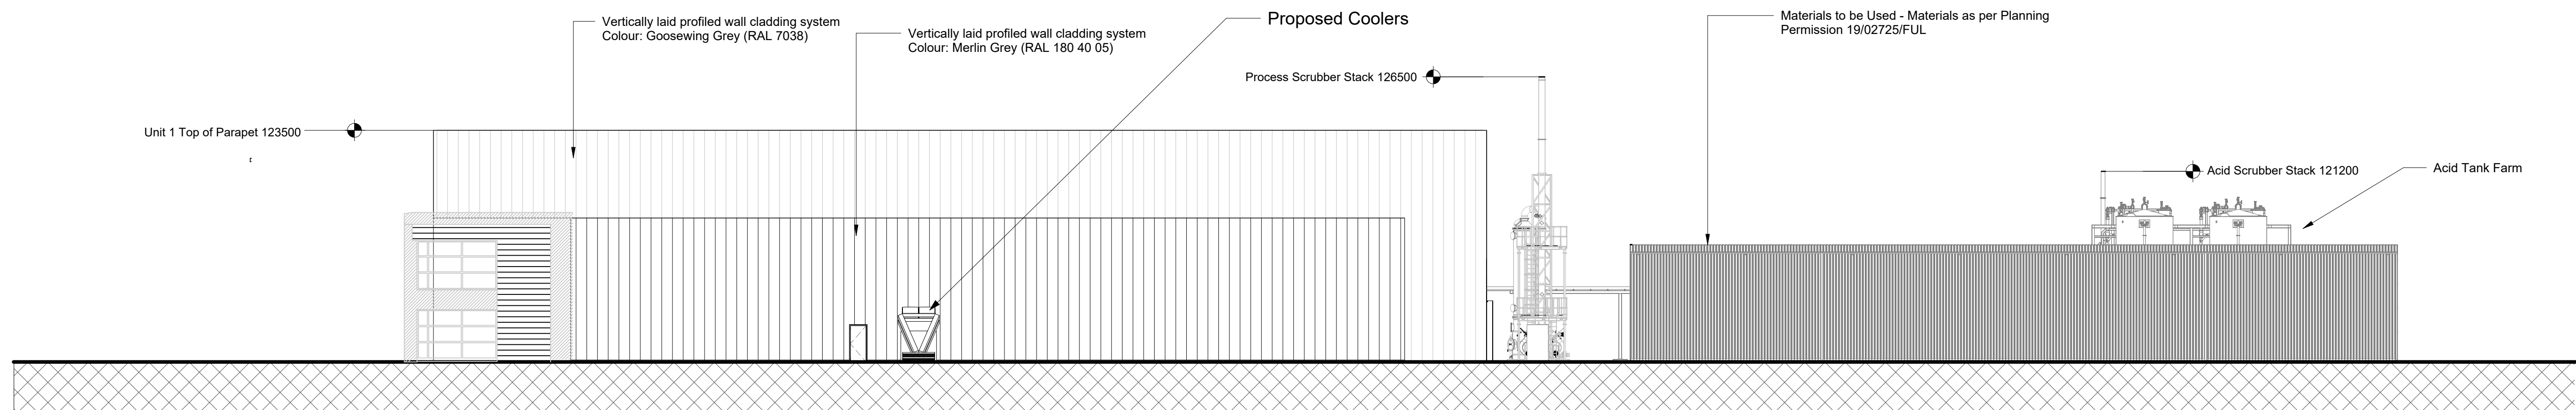 Vertically laid profiled wall cladding system
Colour: Goosewing Grey (RAL 7038)
Vertically laid profiled wall cladding system
Colour: Merlin Grey (RAL 180 40 05)
Proposed Coolers
Materials to be Used - Materials as per Planning
Permission 19/02725/FUL
Process Scrubber Stack 126500
Unit 1 Top of Parapet 123500
t
Acid Scrubber Stack 121200
Acid Tank Farm